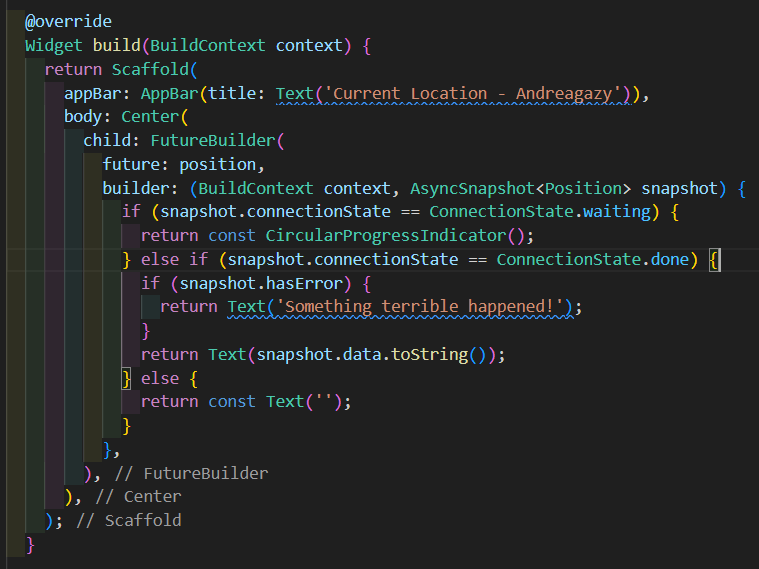 @override
Widget build(BuildContext context) {
  return Scaffold(
    appBar: AppBar(title: Text('Current Location - Andreagazy')),
    body: Center(
      child: FutureBuilder(
        future: position,
        builder: (BuildContext context, AsyncSnapshot<Position> snapshot) {
          if (snapshot.connectionState == ConnectionState.waiting) {
            return const CircularProgressIndicator();
          } else if (snapshot.connectionState == ConnectionState.done) {
            if (snapshot.hasError) {
              return Text('Something terrible happened!');
            }
            return Text(snapshot.data.toString());
          } else {
            return const Text('');
          }
        },
      ), // FutureBuilder
    ), // Center
  ); // Scaffold
}